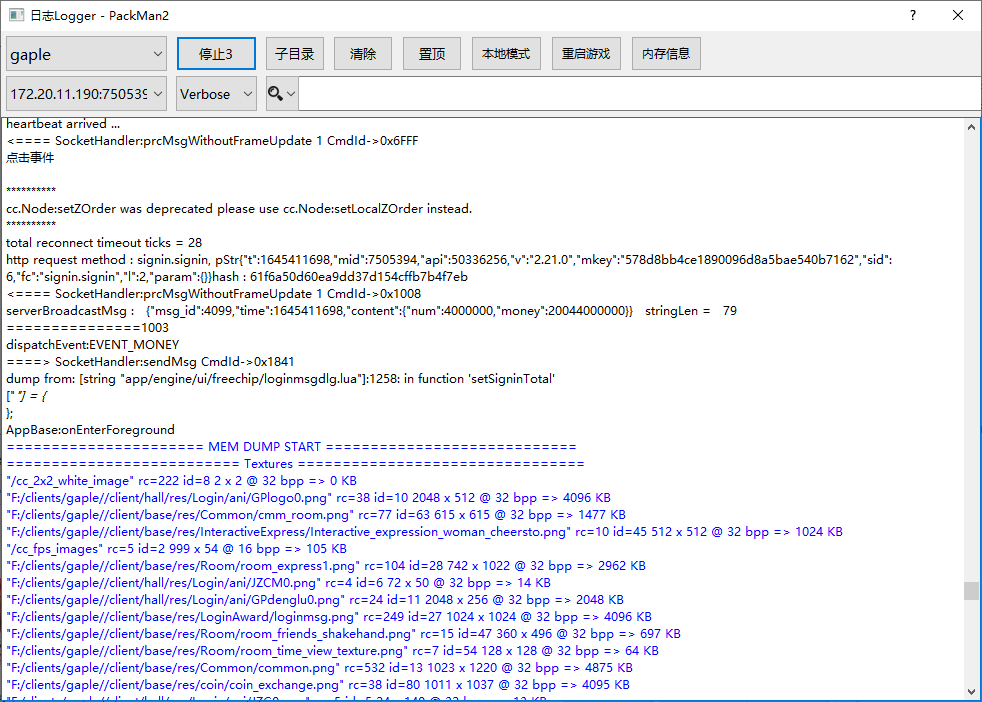 日志Logger - PackMan2
gaple 停止3 子目录 清除 置顶 本地模式 重启游戏 内存信息
172.20.11.190:750539 Verbose
heartbeat arrived ...
<==== SocketHandler:prcMsgWithoutFrameUpdate 1 CmdId->0x6FFF
点击事件
**********
cc.Node:setZOrder was deprecated please use cc.Node:setLocalZOrder instead.
**********
total reconnect timeout ticks = 28
http request method : signin.signin, pStr{"t":1645411698,"mid":7505394,"api":50336256,"v":"2.21.0","mkey":"578d8bb4ce1890096d8a5bae540b7162","sid":
6,"fc":"signin.signin","l":2,"param":{}}hash : 61f6a50d60ea9dd37d154cffb7b4f7eb
<==== SocketHandler:prcMsgWithoutFrameUpdate 1 CmdId->0x1008
serverBroadcastMsg :   {"msg_id":4099,"time":1645411698,"content":{"num":4000000,"money":20044000000}}   stringLen =   79
===============1003
dispatchEvent:EVENT_MONEY
====> SocketHandler:sendMsg CmdId->0x1841
dump from: [string "app/engine/ui/freechip/loginmsgdlg.lua"]:1258: in function 'setSigninTotal'
[" "] = {
};
AppBase:onEnterForeground
====================== MEM DUMP START ============================
========================== Textures ================================
"/cc_2x2_white_image" rc=222 id=8 2 x 2 @ 32 bpp => 0 KB
"F:/clients/gaple//client/hall/res/Login/ani/GPlogo0.png" rc=38 id=10 2048 x 512 @ 32 bpp => 4096 KB
"F:/clients/gaple//client/base/res/Common/cmm_room.png" rc=77 id=63 615 x 615 @ 32 bpp => 1477 KB
"F:/clients/gaple//client/base/res/InteractiveExpress/Interactive_expression_woman_cheersto.png" rc=10 id=45 512 x 512 @ 32 bpp => 1024 KB
"/cc_fps_images" rc=5 id=2 999 x 54 @ 16 bpp => 105 KB
"F:/clients/gaple//client/base/res/Room/room_express1.png" rc=104 id=28 742 x 1022 @ 32 bpp => 2962 KB
"F:/clients/gaple//client/hall/res/Login/ani/JZCM0.png" rc=4 id=6 72 x 50 @ 32 bpp => 14 KB
"F:/clients/gaple//client/hall/res/Login/ani/GPdenglu0.png" rc=24 id=11 2048 x 256 @ 32 bpp => 2048 KB
"F:/clients/gaple//client/base/res/LoginAward/loginmsg.png" rc=249 id=27 1024 x 1024 @ 32 bpp => 4096 KB
"F:/clients/gaple//client/base/res/Room/room_friends_shakehand.png" rc=15 id=47 360 x 496 @ 32 bpp => 697 KB
"F:/clients/gaple//client/base/res/Room/room_time_view_texture.png" rc=7 id=54 128 x 128 @ 32 bpp => 64 KB
"F:/clients/gaple//client/base/res/Common/common.png" rc=532 id=13 1023 x 1220 @ 32 bpp => 4875 KB
"F:/clients/gaple//client/base/res/coin/coin_exchange.png" rc=38 id=80 1011 x 1037 @ 32 bpp => 4095 KB